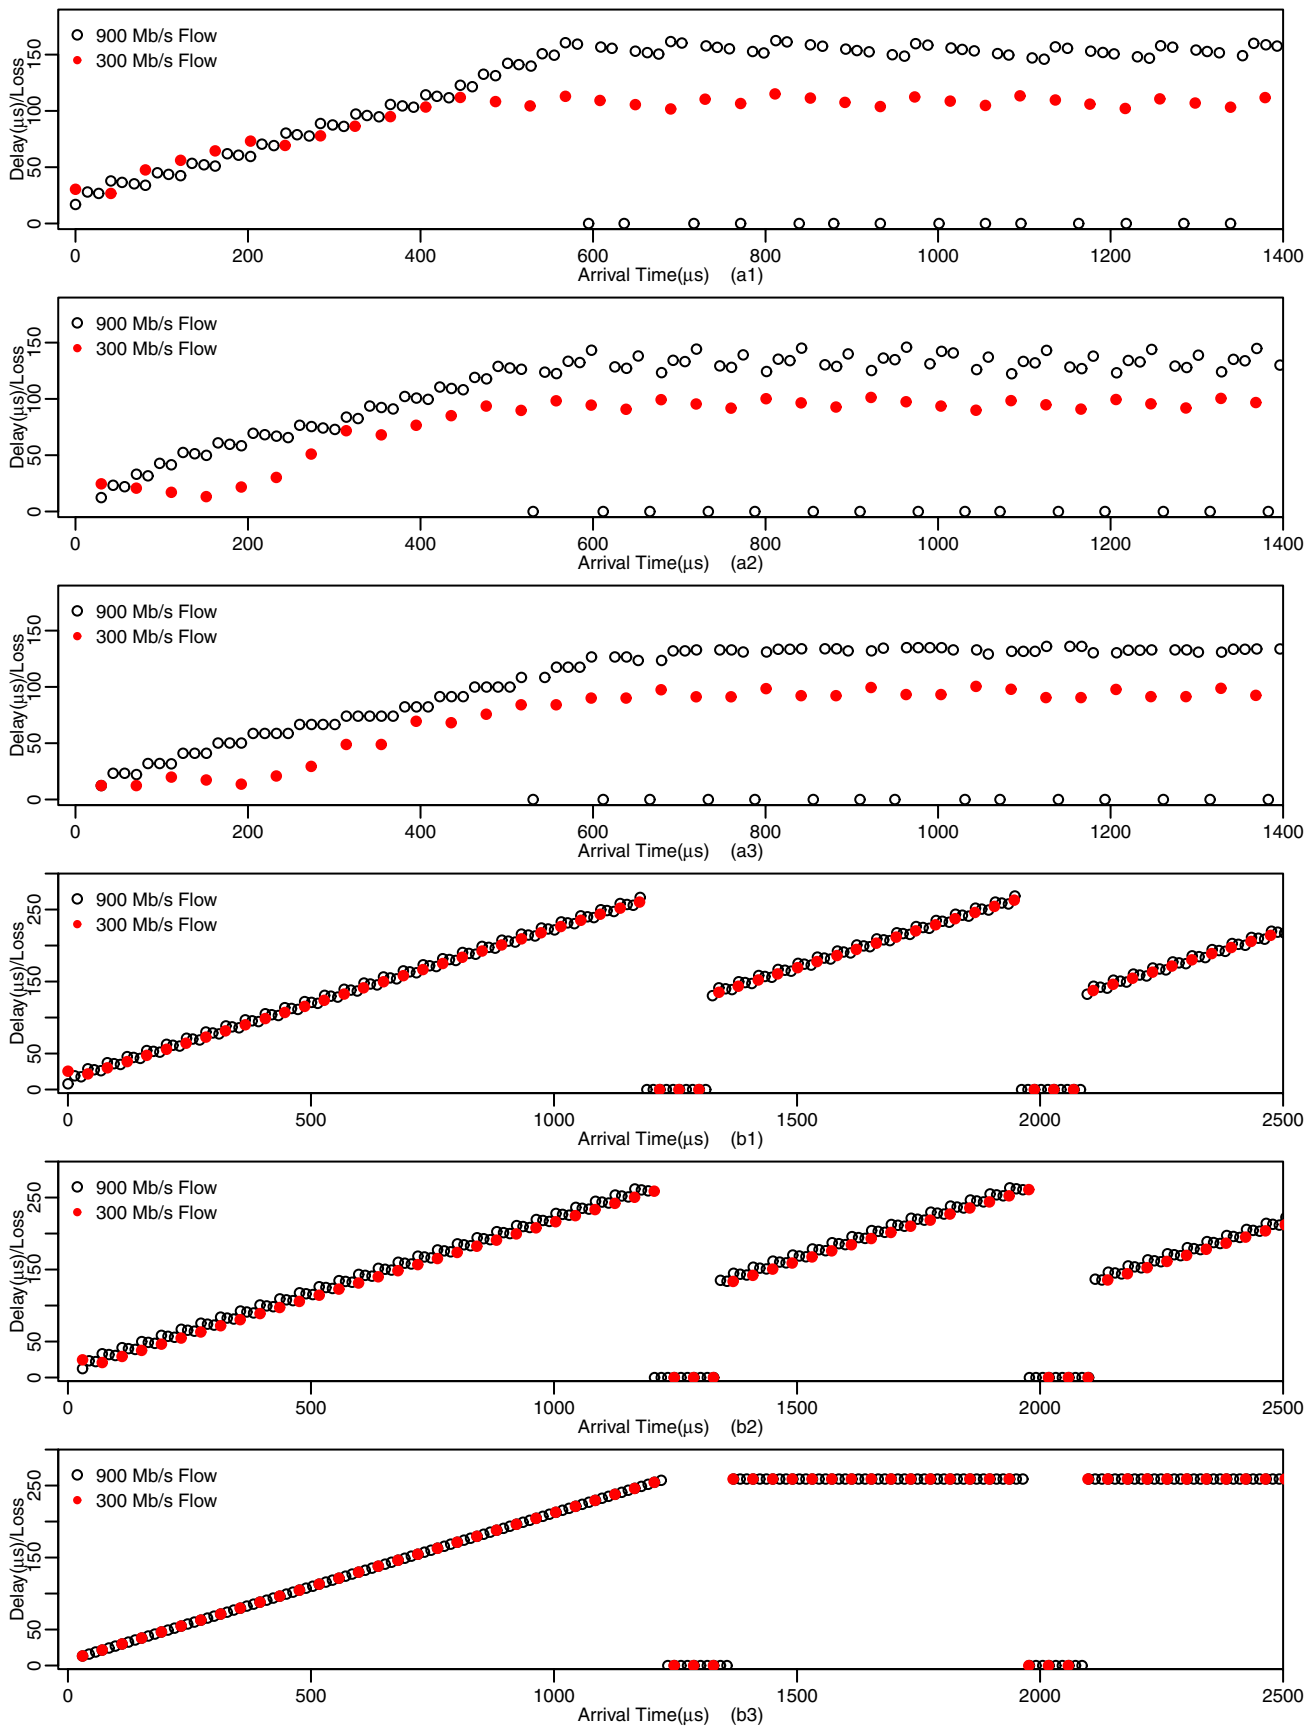 900 Mb/s Flow
300 Mb/s Flow
Delay(μs)/Loss
0 50 100 150
0 200 400 600 800 1000 1200 1400
Arrival Time(μs) (a1)
900 Mb/s Flow
300 Mb/s Flow
Delay(μs)/Loss
0 50 100 150
0 200 400 600 800 1000 1200 1400
Arrival Time(μs) (a2)
900 Mb/s Flow
300 Mb/s Flow
Delay(μs)/Loss
0 50 100 150
0 200 400 600 800 1000 1200 1400
Arrival Time(μs) (a3)
900 Mb/s Flow
300 Mb/s Flow
Delay(μs)/Loss
0 50 150 250
0 500 1000 1500 2000 2500
Arrival Time(μs) (b1)
900 Mb/s Flow
300 Mb/s Flow
Delay(μs)/Loss
0 50 150 250
0 500 1000 1500 2000 2500
Arrival Time(μs) (b2)
900 Mb/s Flow
300 Mb/s Flow
Delay(μs)/Loss
0 50 150 250
0 500 1000 1500 2000 2500
Arrival Time(μs) (b3)